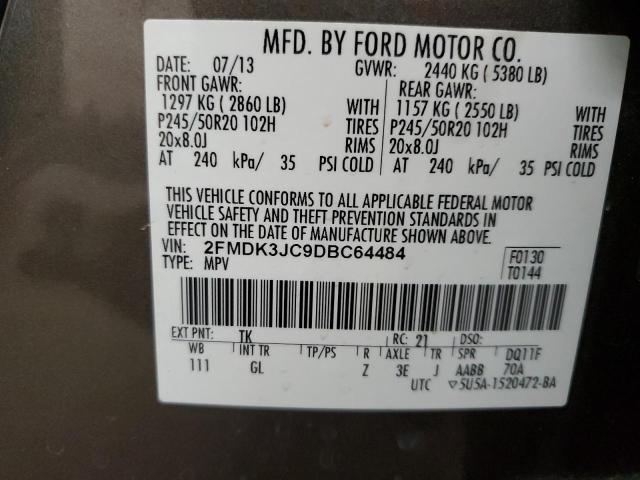 MFD. BY FORD MOTOR CO.
DATE: 07/13 GVWR: 2440 KG ( 5380 LB)
FRONT GAWR: REAR GAWR:
1297 KG ( 2860 LB) WITH 1157 KG ( 2550 LB) WITH
P245/50R20 102H TIRES P245/50R20 102H TIRES
20x8.0J RIMS 20x8.0J RIMS
AT 240 kPa/ 35 PSI COLD AT 240 kPa/ 35 PSI COLD
THIS VEHICLE CONFORMS TO ALL APPLICABLE FEDERAL MOTOR
VEHICLE SAFETY AND THEFT PREVENTION STANDARDS IN
EFFECT ON THE DATE OF MANUFACTURE SHOWN ABOVE.
VIN: 2FMDK3JC9DBC64484 F0130
TYPE: MPV T0144
EXT PNT: TK RC: 21 DSO:
WB INT TR TP/PS R AXLE TR SPR DQ11F
111 GL Z 3E J AABB 70A
UTC ▽5U5A-1520472-BA